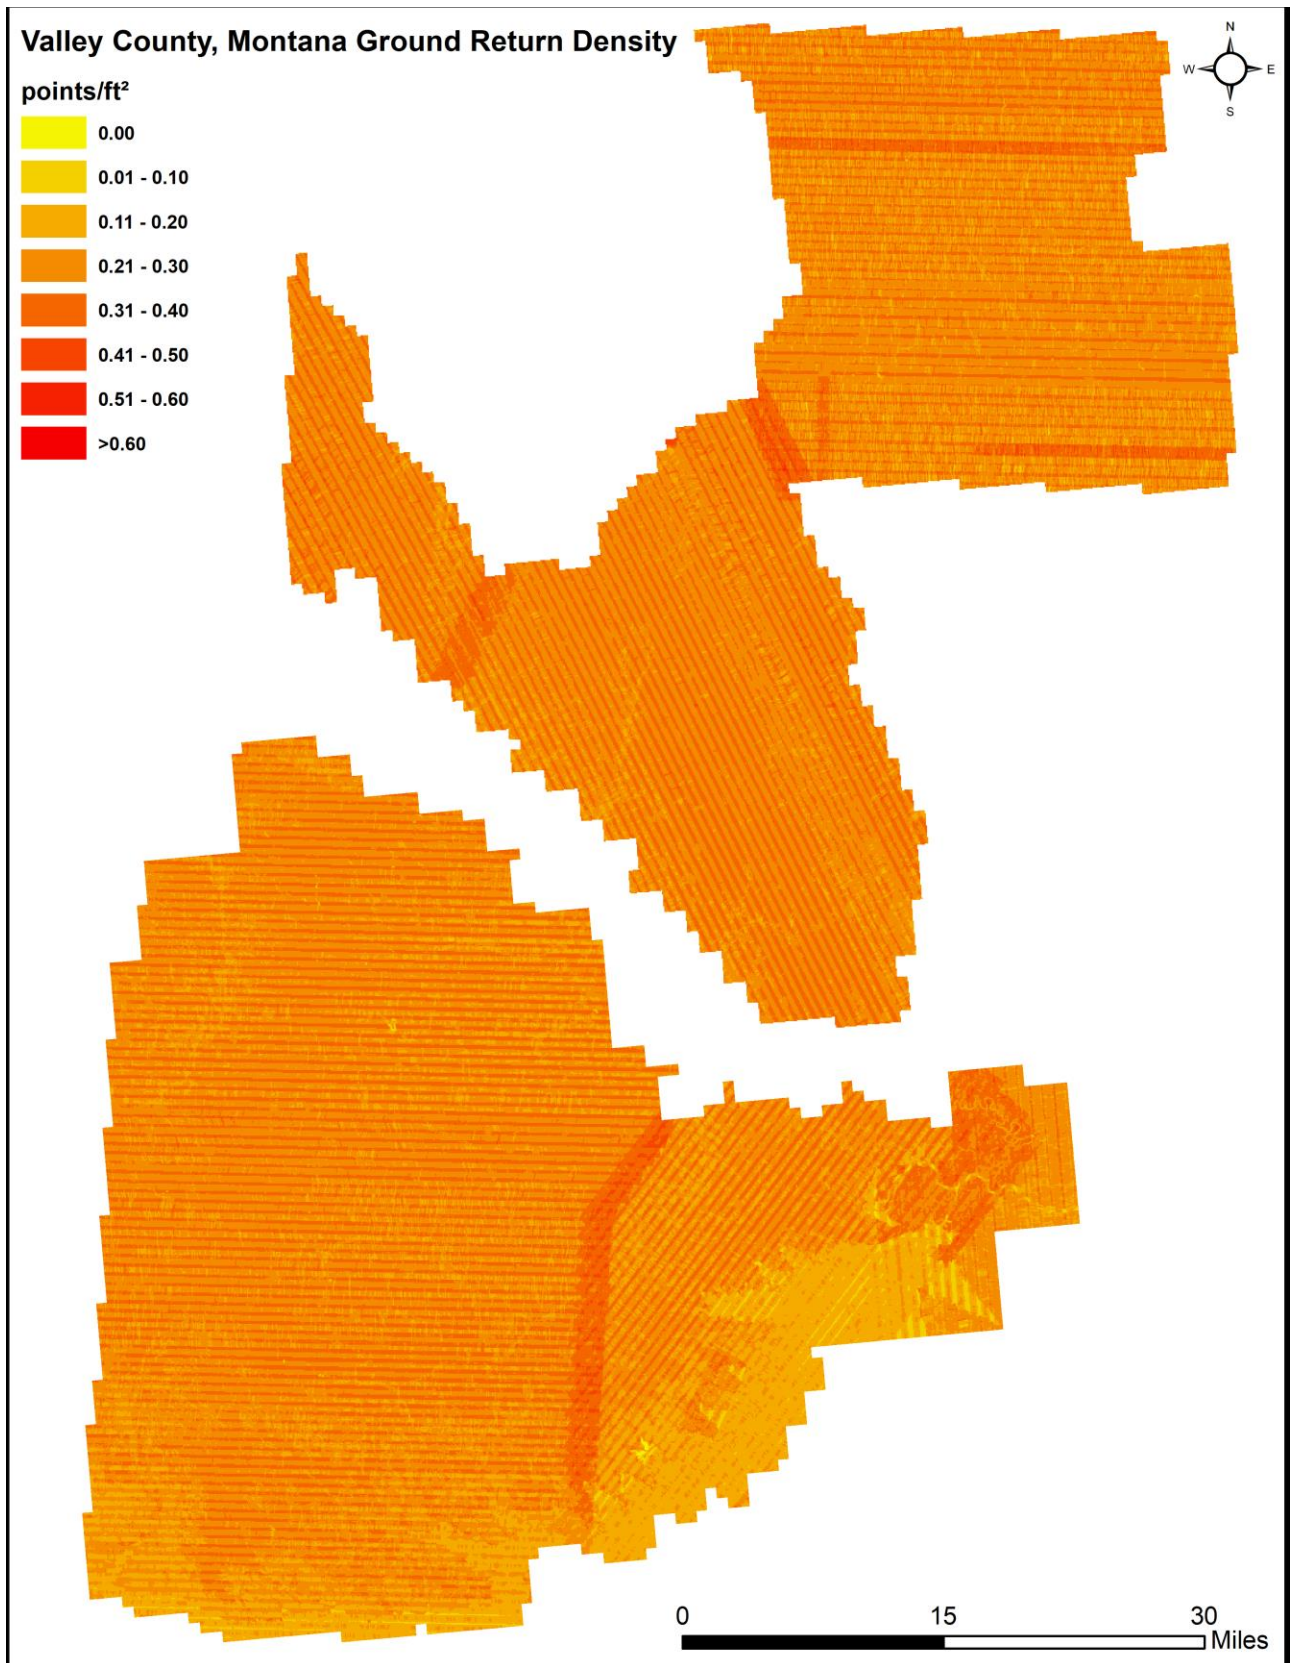 Valley County, Montana Ground Return Density
points/ft²
0.00
0.01 - 0.10
0.11 - 0.20
0.21 - 0.30
0.31 - 0.40
0.41 - 0.50
0.51 - 0.60
>0.60
N
W E
S
0 15 30
Miles